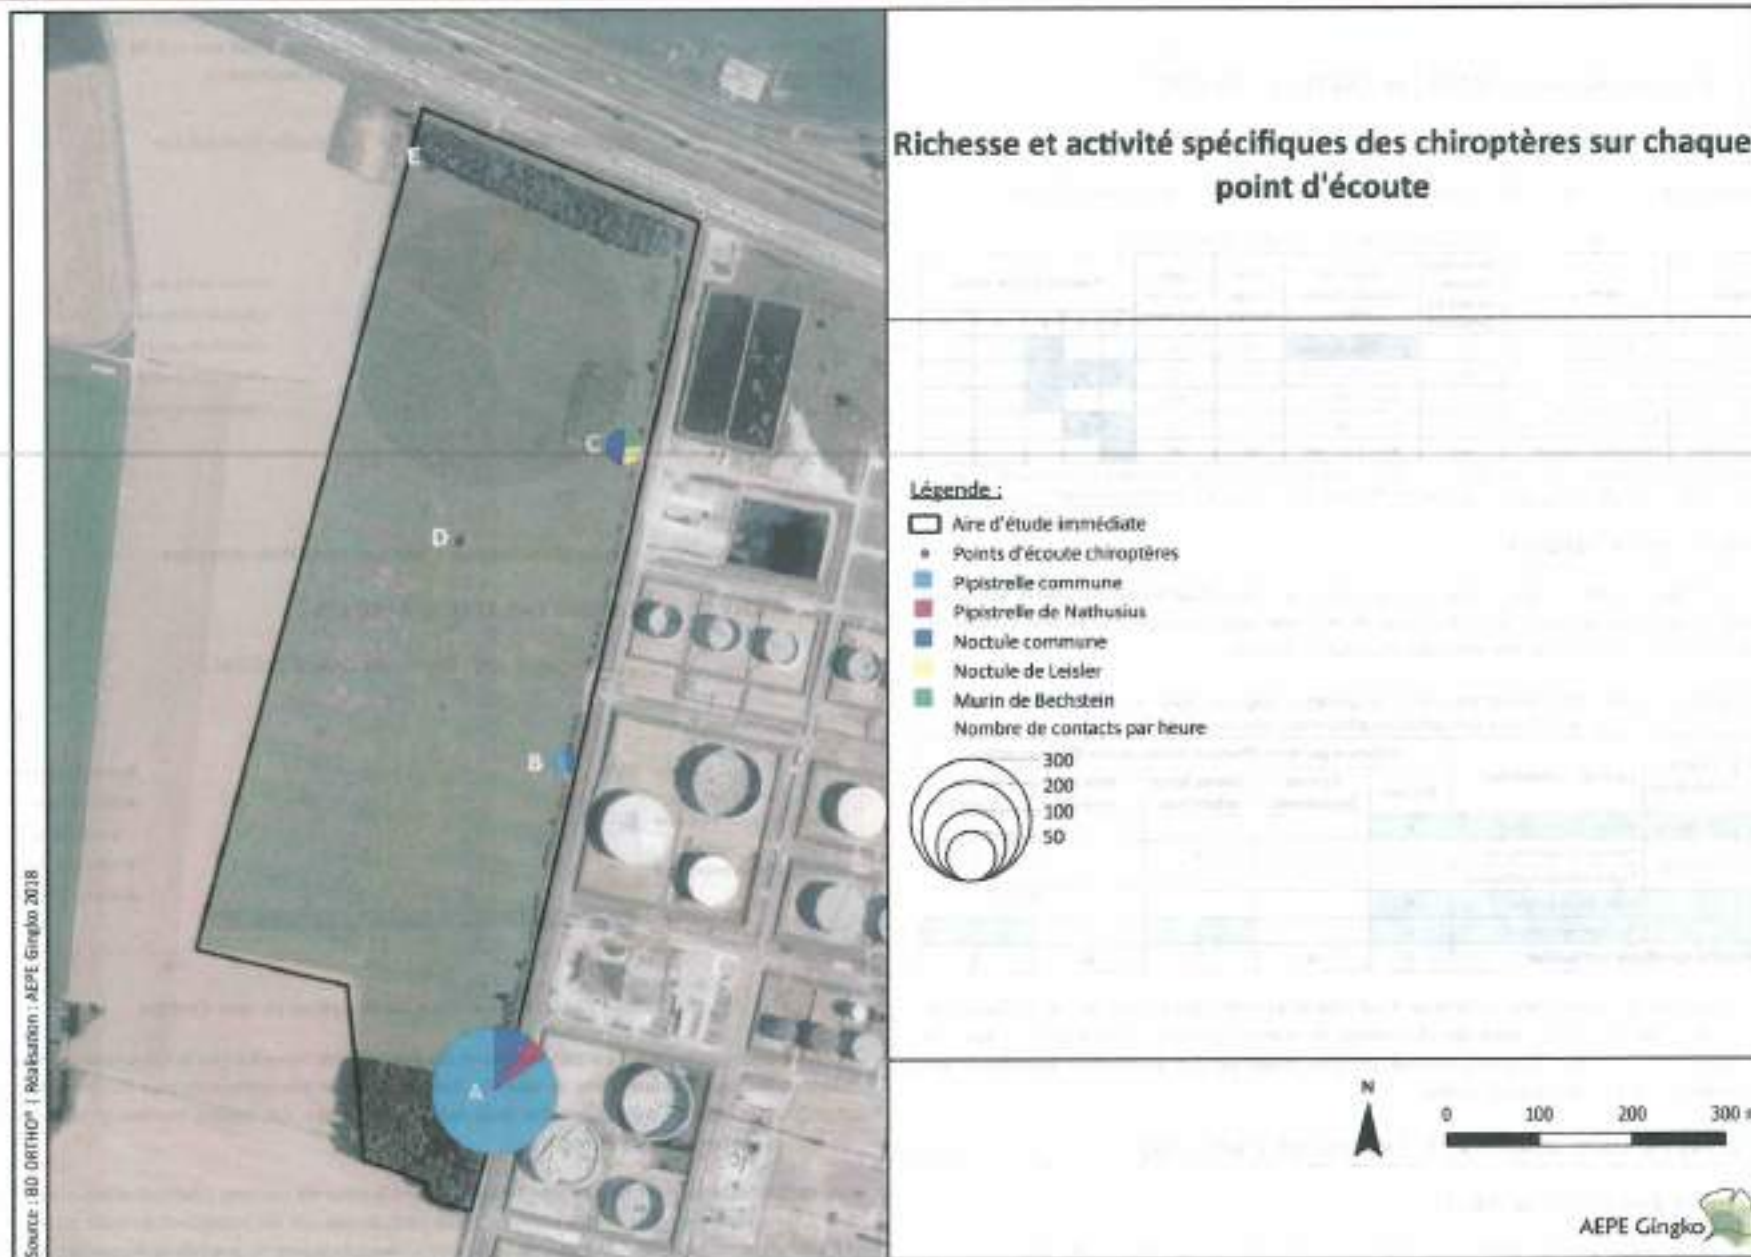 Richesse et activité spécifiques des chiroptères sur chaque
point d'écoute
E
C
D
B
A
Légende :
Aire d'étude immédiate
Points d'écoute chiroptères
Pipistrelle commune
Pipistrelle de Nathusius
Noctule commune
Noctule de Leisler
Murin de Bechstein
Nombre de contacts par heure
300
200
100
50
N
0 100 200 300
AEPE Gingko
Source : BD ORTHO® | Réalisation : AEPE Gingko 2018